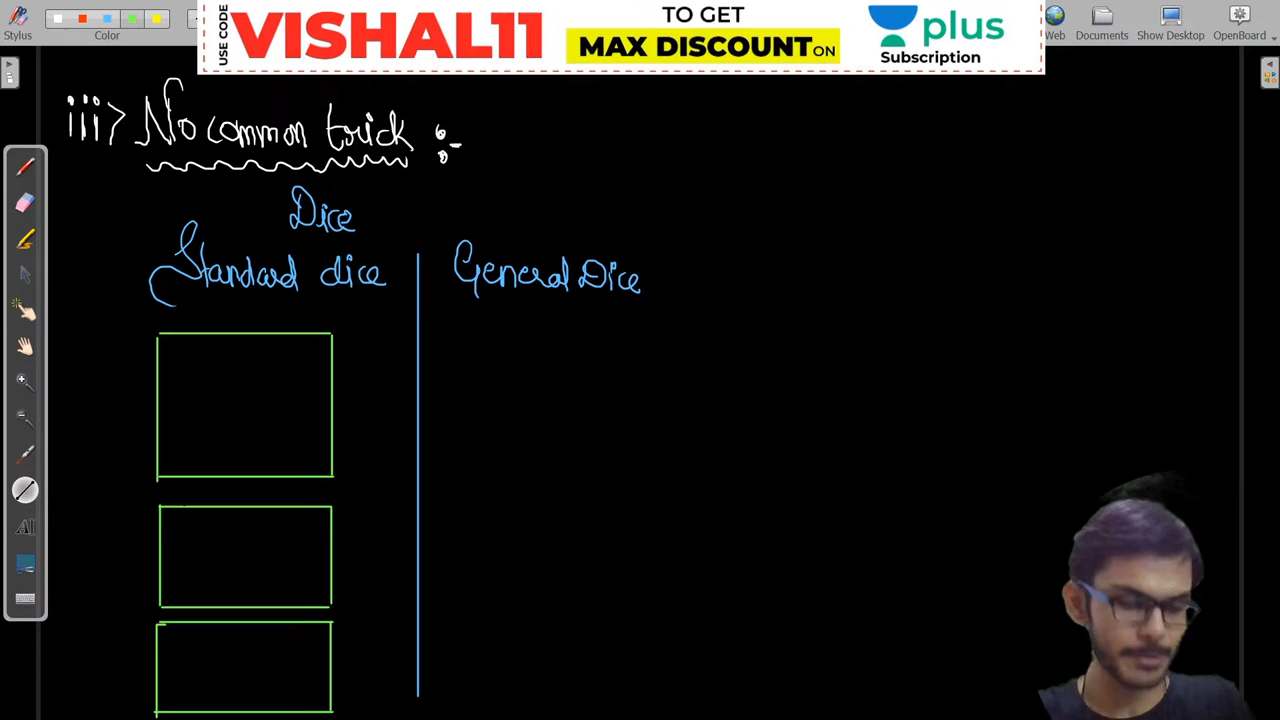 Stylus
Color
USE CODE
VISHAL11
TO GET
MAX DISCOUNT ON
plus
Subscription
Web
Documents
Show Desktop
OpenBoard
iii> No common trick :-
Dice
Standard dice
General Dice